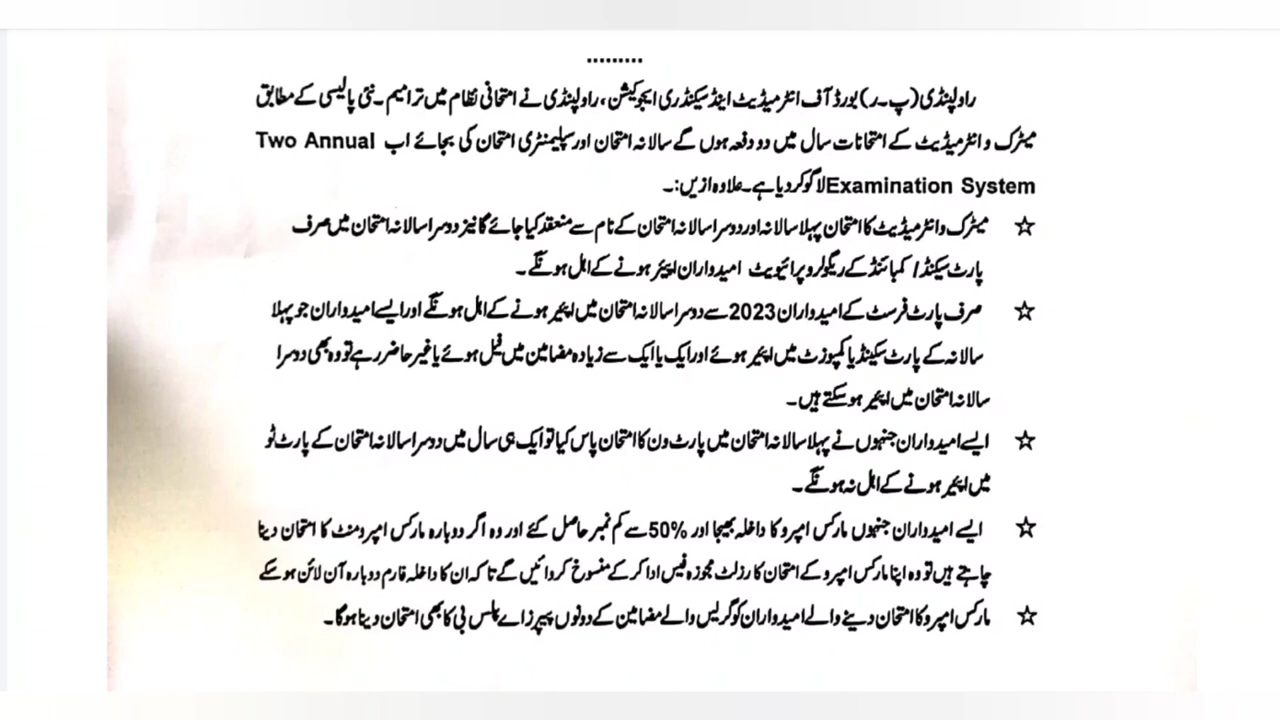 .........
راولپنڈی (پ۔ر) بورڈ آف انٹرمیڈیٹ اینڈ سیکنڈری ایجوکیشن، راولپنڈی نے امتحانی نظام میں ترامیم۔ نئی پالیسی کے مطابق
میٹرک و انٹرمیڈیٹ کے امتحانات سال میں دو دفعہ ہوں گے سالانہ امتحان اور سپلیمنٹری امتحان کی بجائے اب Two Annual
Examination System لاگو کر دیا ہے۔ علاوہ ازیں:۔
☆ میٹرک و انٹرمیڈیٹ کا امتحان پہلا سالانہ اور دوسرا سالانہ امتحان کے نام سے منعقد کیا جائے گا نیز دوسرا سالانہ امتحان میں صرف
پارٹ سیکنڈ / کمبائنڈ کے ریگولر و پرائیویٹ امیدواران اپیئر ہونے کے اہل ہونگے۔
☆ صرف پارٹ فرسٹ کے امیدواران 2023 سے دوسرا سالانہ امتحان میں اپیئر ہونے کے اہل ہونگے اور ایسے امیدواران جو پہلا
سالانہ کے پارٹ سیکنڈ یا کمپوزٹ میں اپیئر ہوئے اور ایک یا ایک سے زیادہ مضامین میں فیل ہوئے یا غیر حاضر رہے تو وہ بھی دوسرا
سالانہ امتحان میں اپیئر ہو سکتے ہیں۔
☆ ایسے امیدواران جنہوں نے پہلا سالانہ امتحان میں پارٹ ون کا امتحان پاس کیا تو ایک ہی سال میں دوسرا سالانہ امتحان کے پارٹ ٹو
میں اپیئر ہونے کے اہل نہ ہونگے۔
☆ ایسے امیدواران جنہوں مارکس امپرو کا داخلہ بھیجا اور 50% سے کم نمبر حاصل کئے اور وہ اگر دوبارہ مارکس امپرومنٹ کا امتحان دینا
چاہتے ہیں تو وہ اپنا مارکس امپرو کے امتحان کا رزلٹ مجوزہ فیس ادا کر کے منسوخ کروائیں گے تاکہ ان کا داخلہ فارم دوبارہ آن لائن ہو سکے
☆ مارکس امپرو کا امتحان دینے والے امیدواران کو گریس والے مضامین کے دونوں پیپرز اے پلس بی کا بھی امتحان دینا ہوگا۔